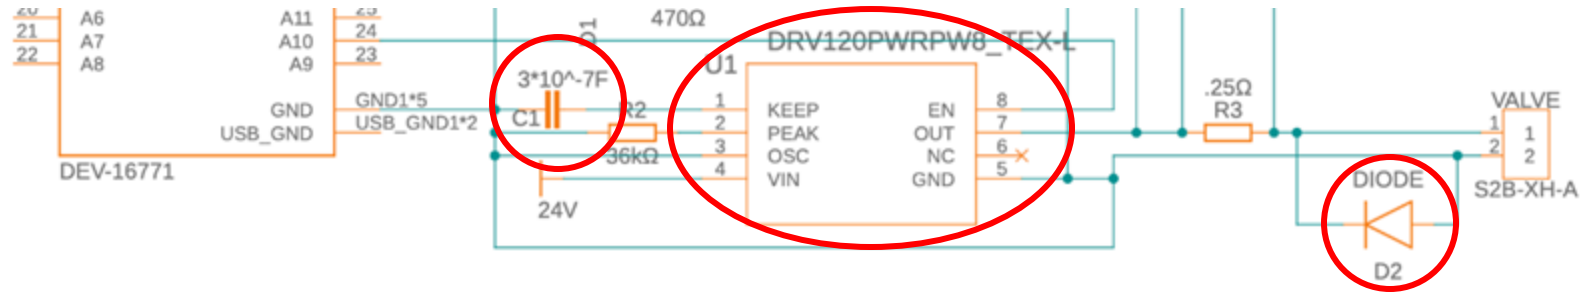 20 A6
A11 25
470Ω
D1
21 A7
A10 24
DRV120PWRPW8_TEX-L
22 A8
A9 23
U1
3*10^-7F
.25Ω
GND GND1*5
C1
R2
1 KEEP
EN 8
R3
VALVE
USB_GND USB_GND1*2
2 PEAK
OUT 7
1 1
36kΩ
3 OSC
NC 6
2 2
DEV-16771
4 VIN
GND 5
DIODE
S2B-XH-A
24V
D2